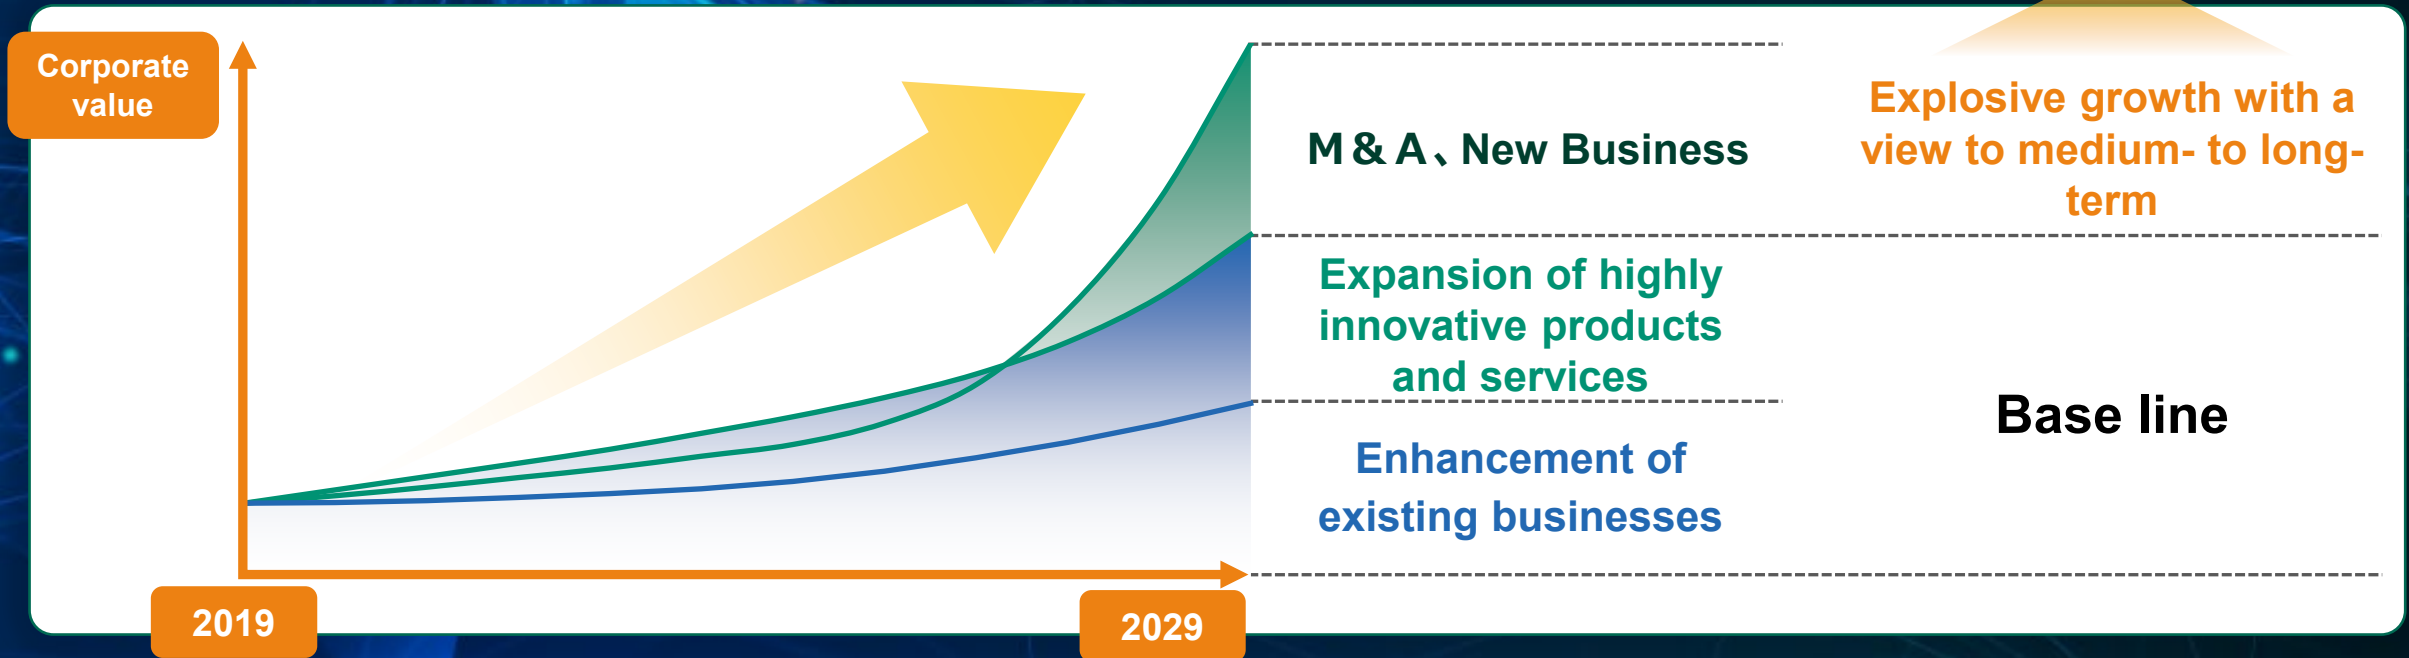 Corporate
value
M & A、New Business
Explosive growth with a
view to medium- to long-
term
Expansion of highly
innovative products
and services
Base line
Enhancement of
existing businesses
2019
2029